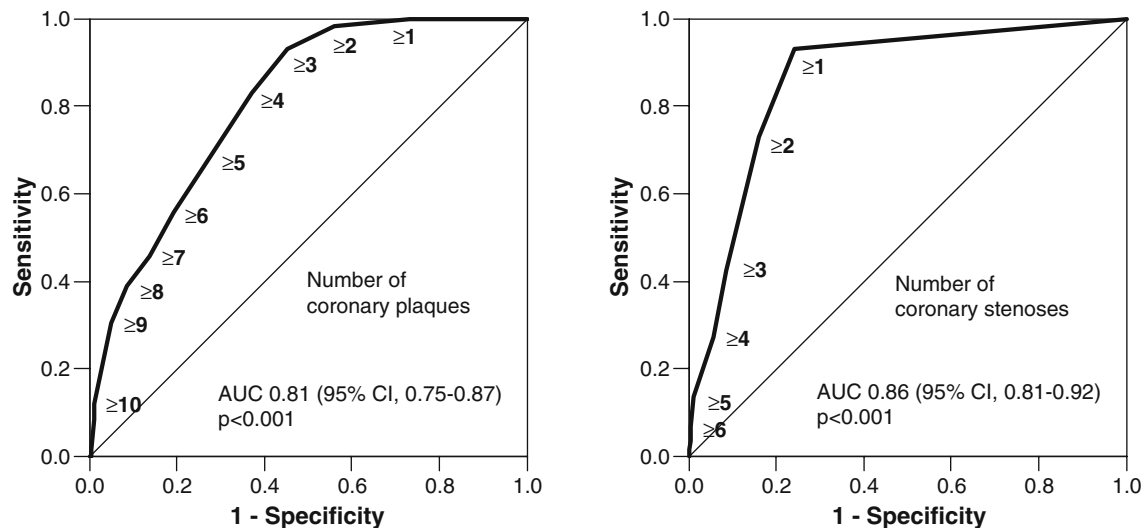 1.0
0.8
0.6
0.4
0.2
0.0
Sensitivity
≥1
≥2
≥3
≥4
≥5
≥6
≥7
≥8
≥9
≥10
Number of
coronary plaques
AUC 0.81 (95% CI, 0.75-0.87)
p<0.001
0.0 0.2 0.4 0.6 0.8 1.0
1 - Specificity
1.0
0.8
0.6
0.4
0.2
0.0
Sensitivity
≥1
≥2
≥3
≥4
≥5
≥6
Number of
coronary stenoses
AUC 0.86 (95% CI, 0.81-0.92)
p<0.001
0.0 0.2 0.4 0.6 0.8 1.0
1 - Specificity